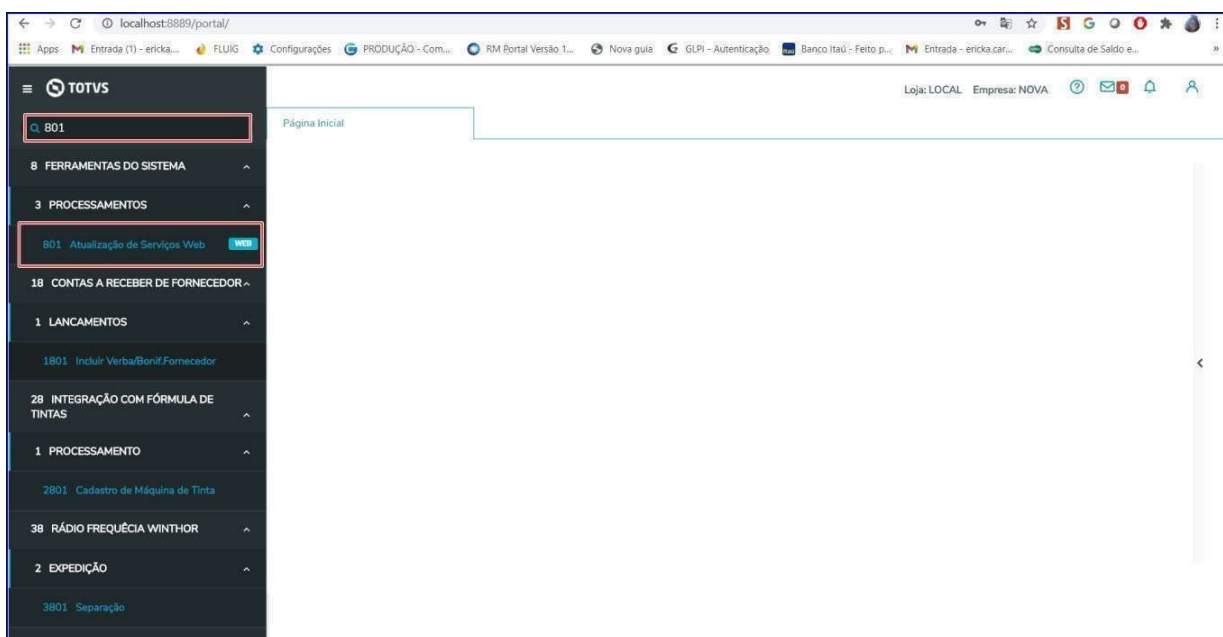 localhost:8889/portal/
Apps Entrada (1) - ericka.... FLUIG Configurações PRODUÇÃO - Com... RM Portal Versão 1... Nova guia GLPI - Autenticação Banco Itaú - Feito p... Entrada - ericka.car... Consulta de Saldo e... »
TOTVS
Loja: LOCAL Empresa: NOVA 0
801
Página Inicial
8 FERRAMENTAS DO SISTEMA
3 PROCESSAMENTOS
801 Atualização de Serviços Web WEB
18 CONTAS A RECEBER DE FORNECEDOR
1 LANCAMENTOS
1801 Incluir Verba/Bonif.Fornecedor
28 INTEGRAÇÃO COM FÓRMULA DE
TINTAS
1 PROCESSAMENTO
2801 Cadastro de Máquina de Tinta
38 RÁDIO FREQUÊCIA WINTHOR
2 EXPEDIÇÃO
3801 Separação